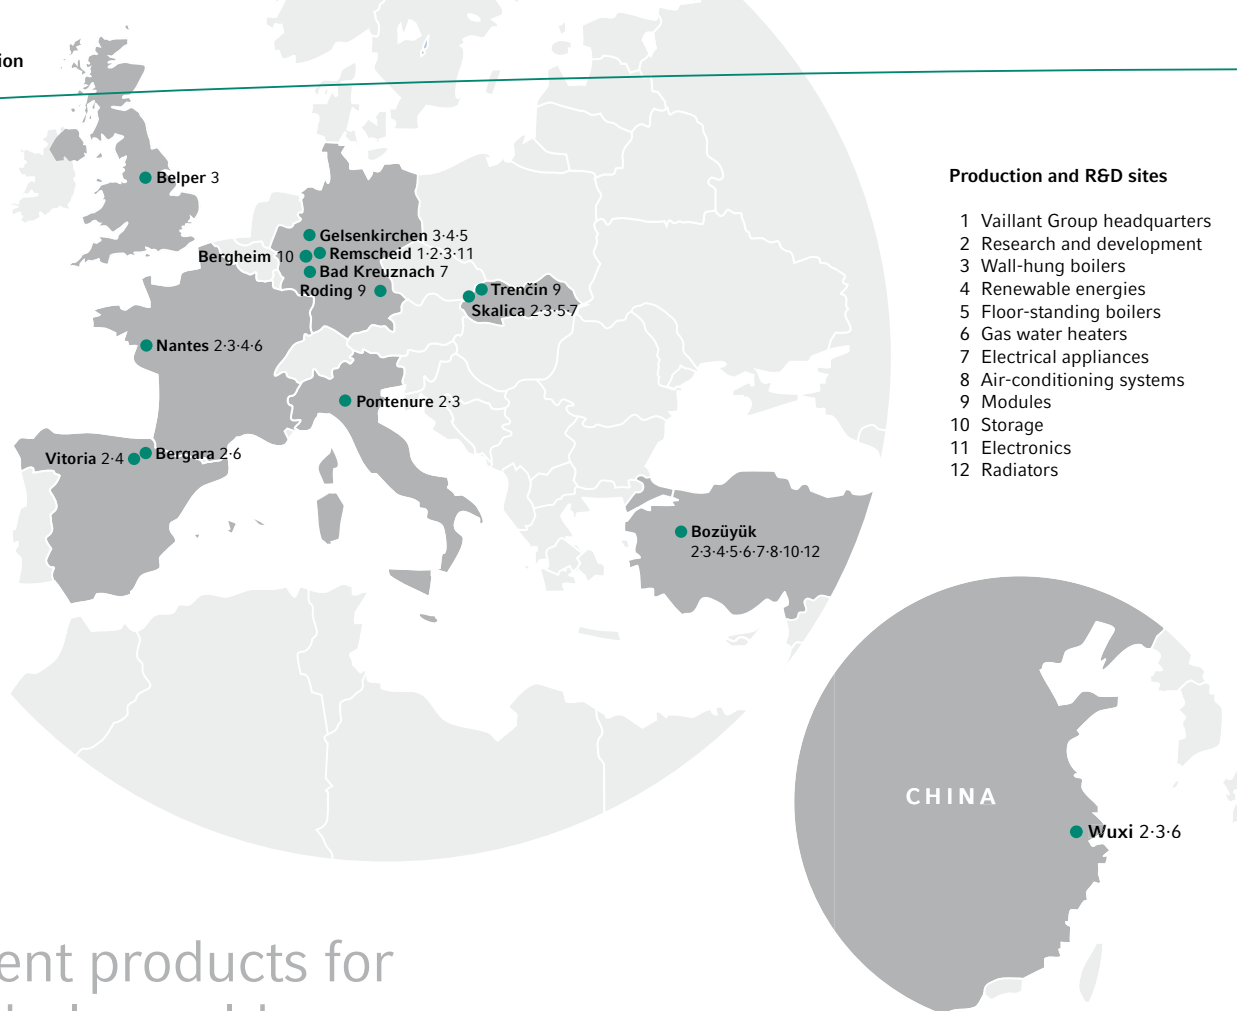 ion
Belper 3
Gelsenkirchen 3·4·5
Bergheim 10
Remscheid 1·2·3·11
Bad Kreuznach 7
Roding 9
Trenčin 9
Skalica 2·3·5·7
Nantes 2·3·4·6
Pontenure 2·3
Vitoria 2·4
Bergara 2·6
Bozüyük
2·3·4·5·6·7·8·10·12
Production and R&D sites
1 Vaillant Group headquarters
2 Research and development
3 Wall-hung boilers
4 Renewable energies
5 Floor-standing boilers
6 Gas water heaters
7 Electrical appliances
8 Air-conditioning systems
9 Modules
10 Storage
11 Electronics
12 Radiators
CHINA
Wuxi 2·3·6
ent products for